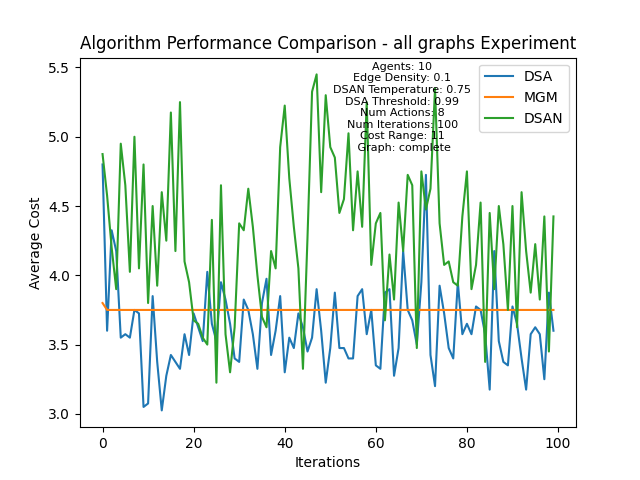 Algorithm Performance Comparison - all graphs Experiment
Agents: 10
Edge Density: 0.1
DSAN Temperature: 0.75
DSA Threshold: 0.99
Num Actions: 8
Num Iterations: 100
Cost Range: 11
Graph: complete
DSA
MGM
DSAN
5.5
5.0
4.5
4.0
3.5
3.0
Average Cost
0 20 40 60 80 100
Iterations